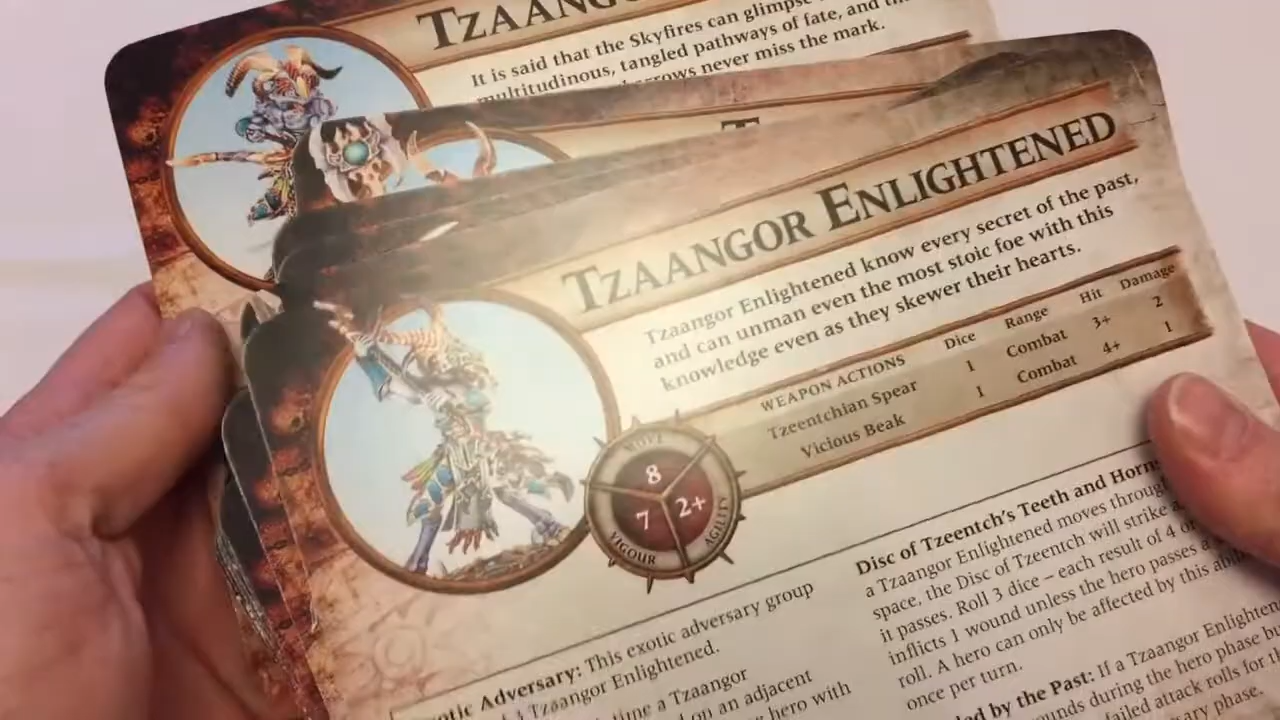 TZAANGO
It is said that the Skyfires can glimpse
multitudinous, tangled pathways of fate, and
rows never miss the mark.
T
TZAANGOR ENLIGHTENED
Tzaangor Enlightened know every secret of the past,
and can unman even the most stoic foe with this
knowledge even as they skewer their hearts.
WEAPON ACTIONS Dice Range Hit Damage
Tzeentchian Spear 1 Combat 3+ 2
Vicious Beak 1 Combat 4+ 1
MOVE
8
7 2+
VIGOUR AGILITY
otic Adversary: This exotic adversary group
Tzaangor Enlightened.
time a Tzaangor
on an adjacent
hero with
Disc of Tzeentch's Teeth and Horns
a Tzaangor Enlightened moves through
space, the Disc of Tzeentch will strike
it passes. Roll 3 dice – each result of 4 or
inflicts 1 wound unless the hero passes a
roll. A hero can only be affected by this
once per turn.
led by the Past: If a Tzaangor Enlightened
ounds during the hero phase
failed attack rolls for
ary phase.